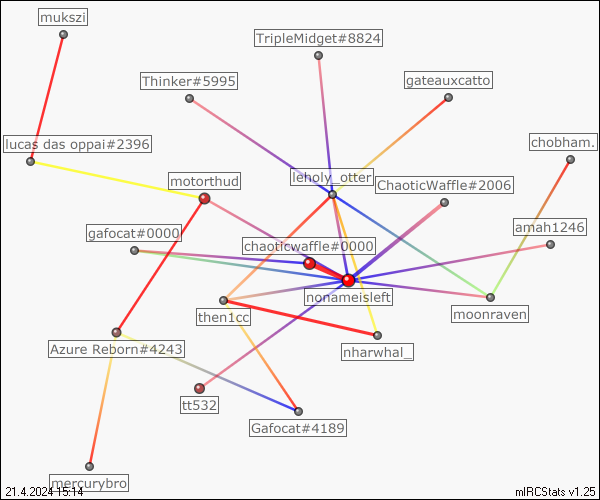 mukszi
TripleMidget#8824
Thinker#5995
gateauxcatto
lucas das oppai#2396
chobham.
motorthud
leholy_otter
ChaoticWaffle#2006
gafocat#0000
chaoticwaffle#0000
amah1246
nonameisleft
then1cc
moonraven
Azure Reborn#4243
nharwhal_
tt532
Gafocat#4189
mercurybro
21.4.2024 15:14
mIRCStats v1.25